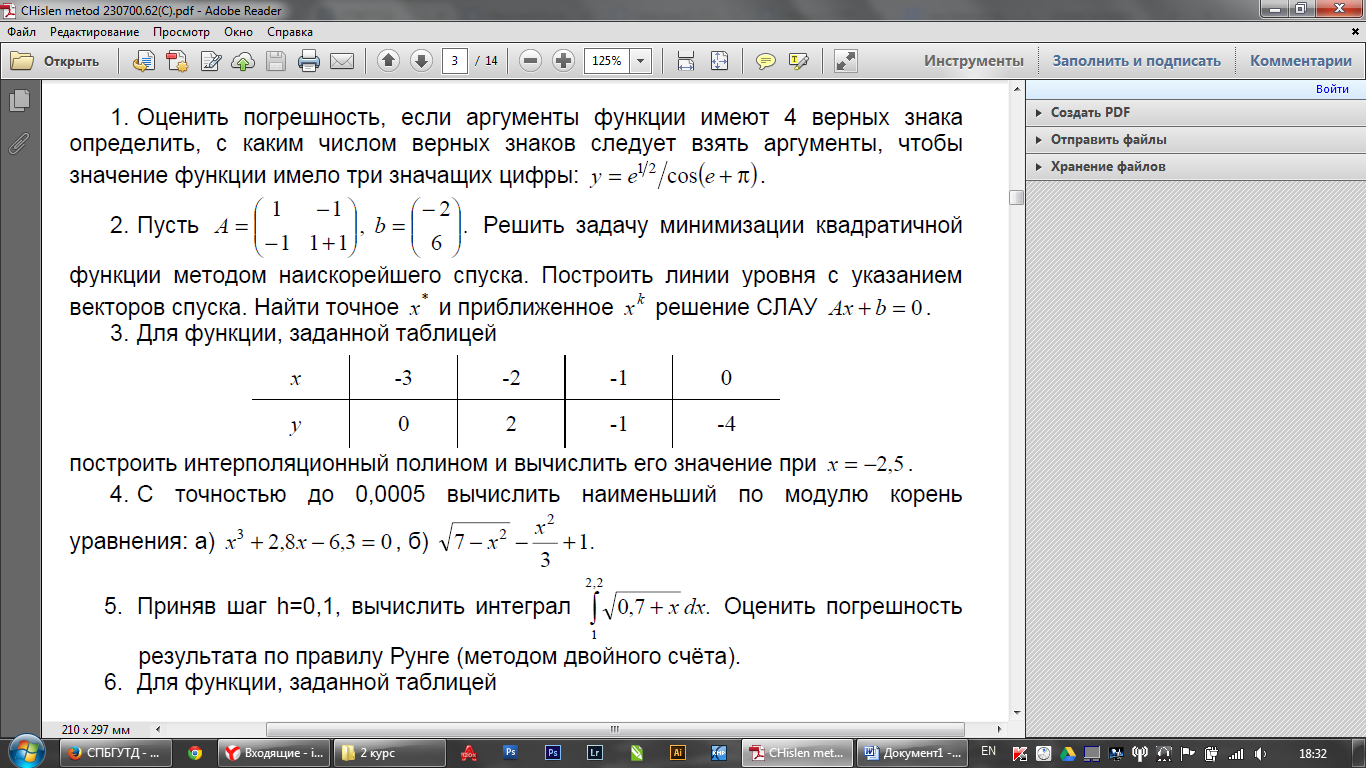 CHislen metod 230700.62(C).pdf - Adobe Reader
Файл Редактирование Просмотр Окно Справка
Открыть 3 / 14 125% Инструменты Заполнить и подписать Комментарии
Войти
Создать PDF
Отправить файлы
Хранение файлов
1. Оценить погрешность, если аргументы функции имеют 4 верных знака
определить, с каким числом верных знаков следует взять аргументы, чтобы
значение функции имело три значащих цифры: y = e^{1/2}/cos(e + π).
2. Пусть A = (1 −1; −1 1+1), b = (−2; 6). Решить задачу минимизации квадратичной
функции методом наискорейшего спуска. Построить линии уровня с указанием
векторов спуска. Найти точное x* и приближенное x^k решение СЛАУ Ax + b = 0.
3. Для функции, заданной таблицей
x -3 -2 -1 0
y 0 2 -1 -4
построить интерполяционный полином и вычислить его значение при x = −2,5.
4. С точностью до 0,0005 вычислить наименьший по модулю корень
уравнения: а) x³ + 2,8x − 6,3 = 0, б) √(7 − x²) − x²/3 + 1.
5. Приняв шаг h=0,1, вычислить интеграл ∫₁^{2,2} √(0,7 + x) dx. Оценить погрешность
результата по правилу Рунге (методом двойного счёта).
6. Для функции, заданной таблицей
210 x 297 мм
СПБГУТД - ... Входящие - i... 2 курс Ps Ps Lr Ai KMP CHislen met... Документ1 -... EN 18:32